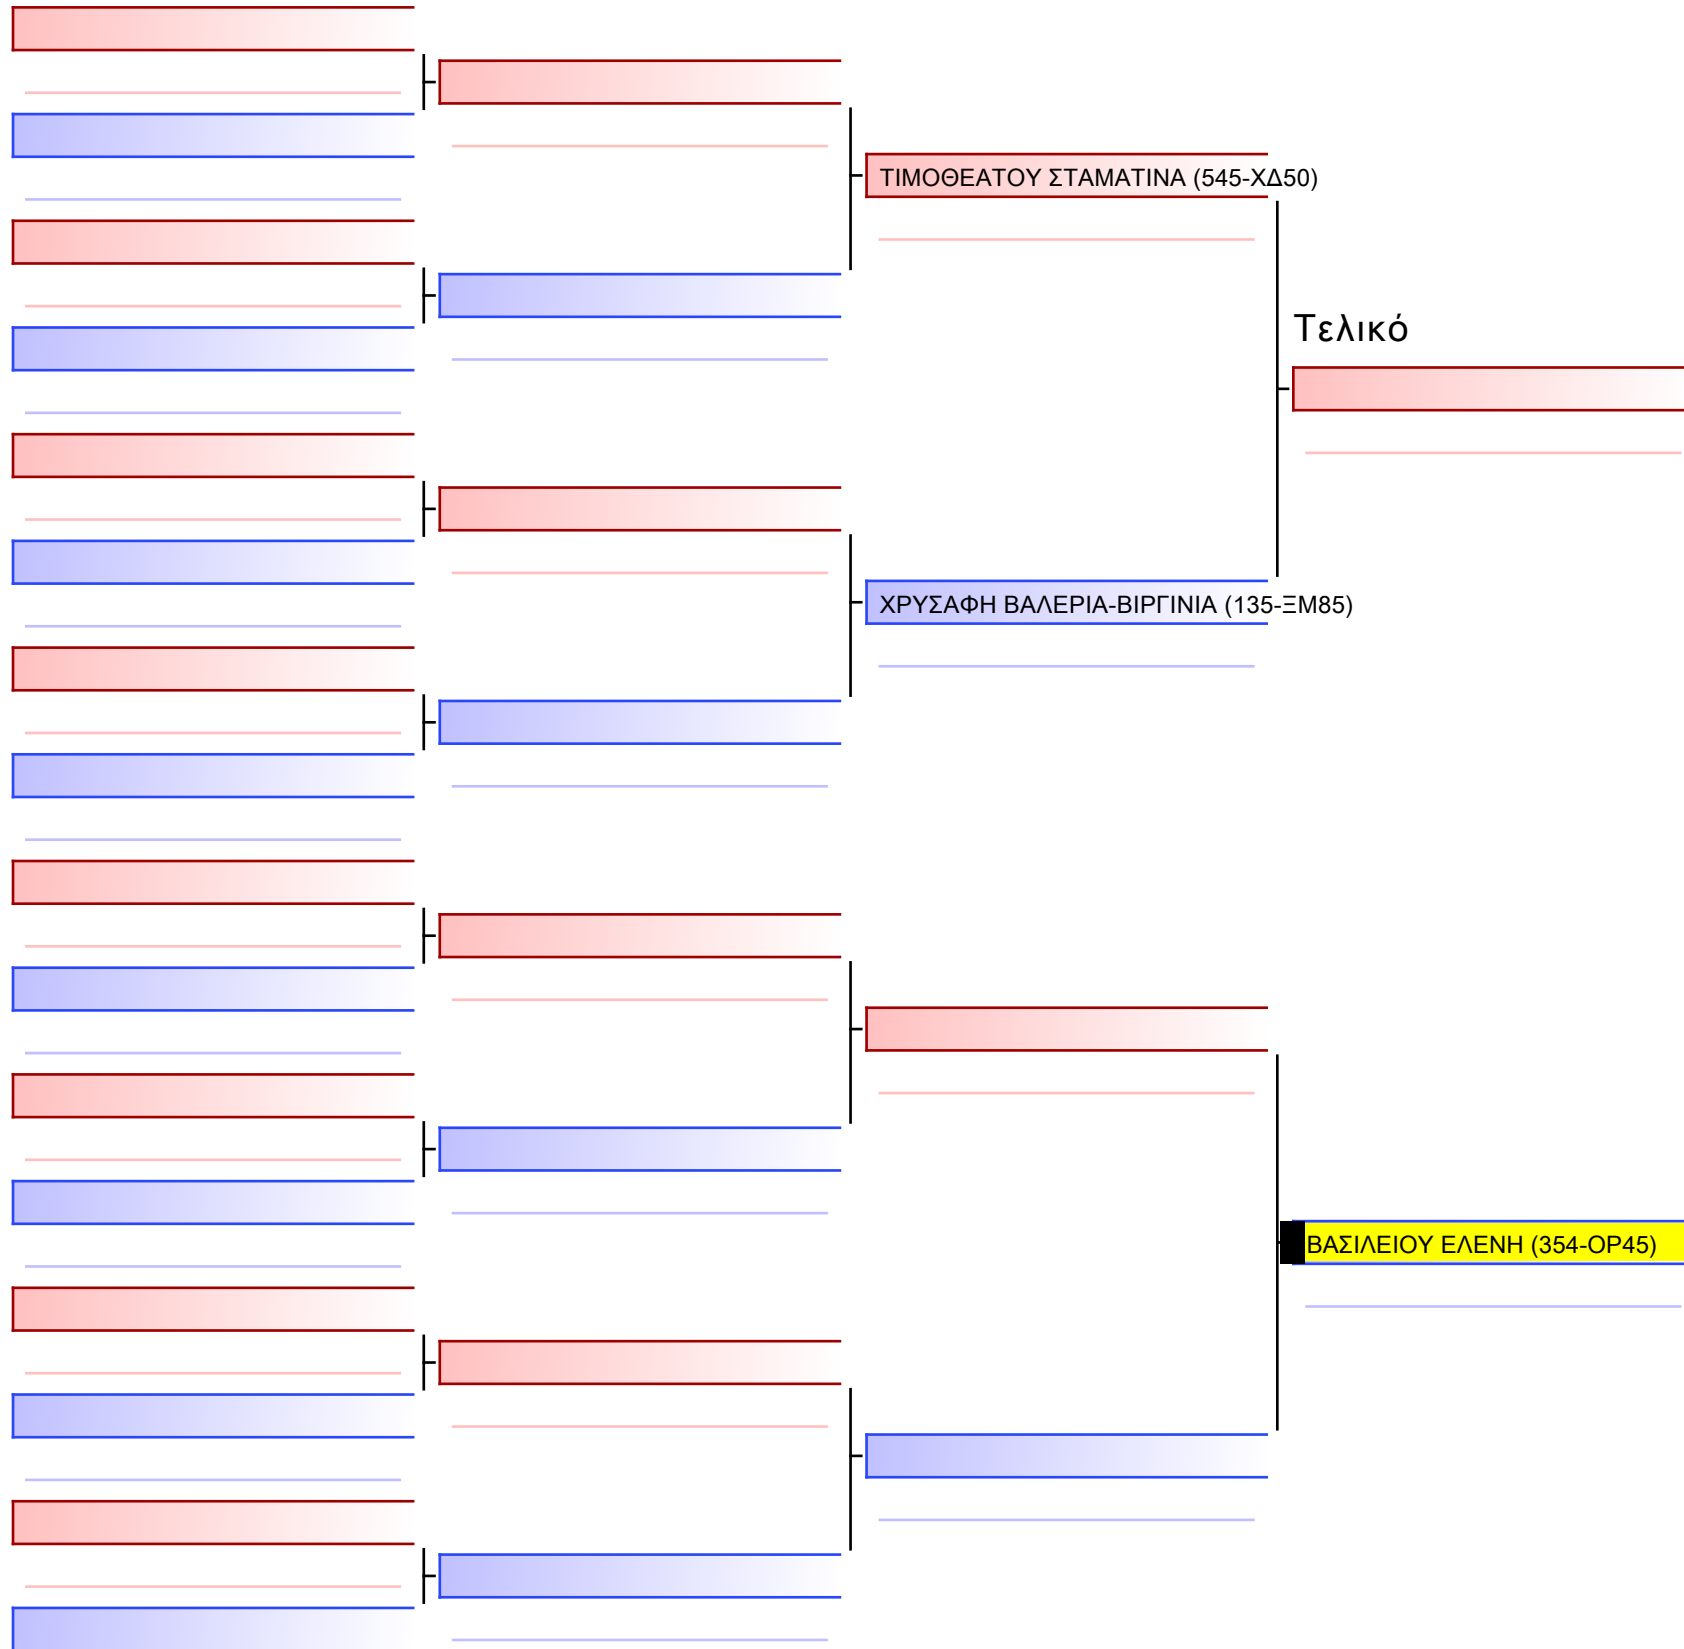 ΤΙΜΟΘΕΑΤΟΥ ΣΤΑΜΑΤΙΝΑ (545-ΧΔ50)
Τελικό
ΧΡΥΣΑΦΗ ΒΑΛΕΡΙΑ-ΒΙΡΓΙΝΙΑ (135-ΞΜ85)
ΒΑΣΙΛΕΙΟΥ ΕΛΕΝΗ (354-ΟΡ45)